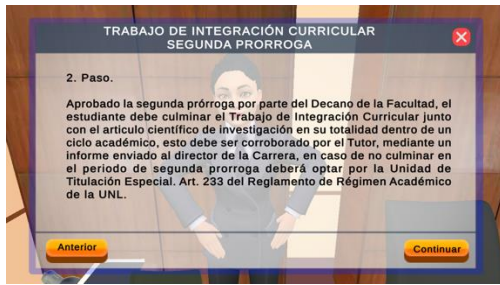 TRABAJO DE INTEGRACIÓN CURRICULAR
SEGUNDA PRORROGA
2. Paso.
Aprobado la segunda prórroga por parte del Decano de la Facultad, el
estudiante debe culminar el Trabajo de Integración Curricular junto
con el articulo científico de investigación en su totalidad dentro de un
ciclo académico, esto debe ser corroborado por el Tutor, mediante un
informe enviado al director de la Carrera, en caso de no culminar en
el periodo de segunda prorroga deberá optar por la Unidad de
Titulación Especial. Art. 233 del Reglamento de Régimen Académico
de la UNL.
Anterior
Continuar